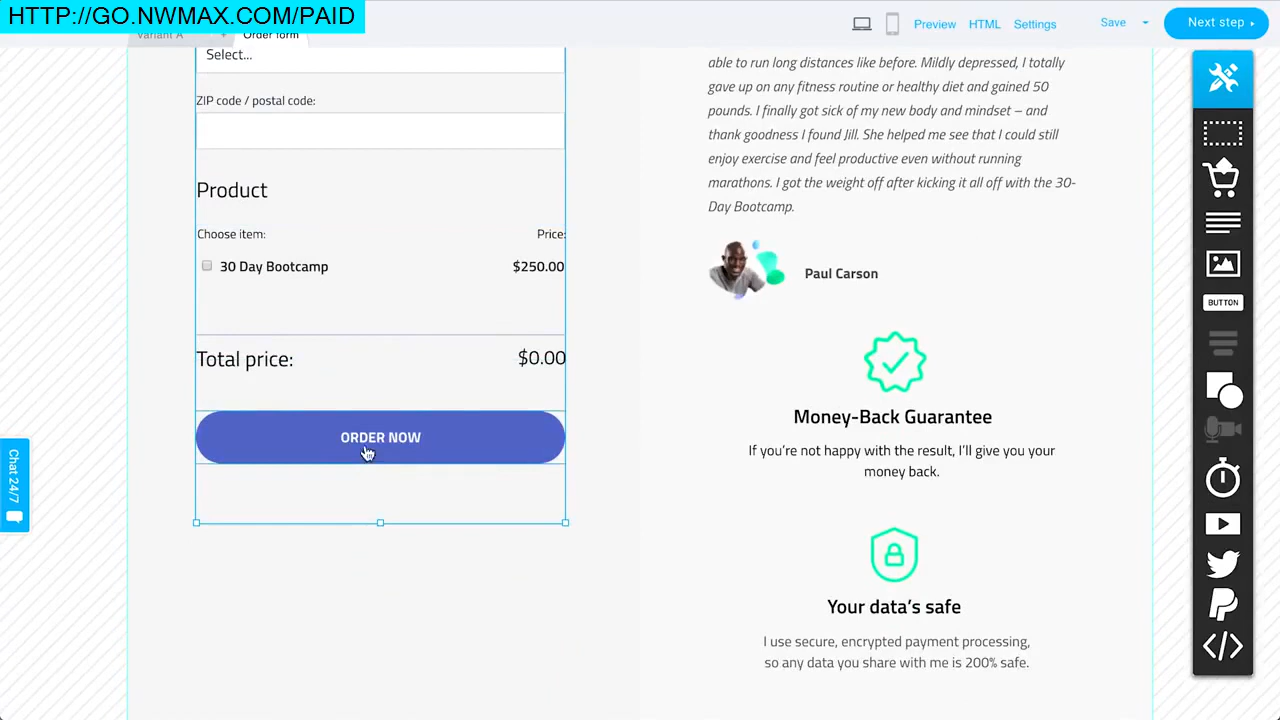 HTTP://GO.NWMAX.COM/PAID
Preview HTML Settings Save Next step
Variant A + Order form
Select...
ZIP code / postal code:
Product
Choose item: Price:
30 Day Bootcamp $250.00
Total price: $0.00
ORDER NOW
able to run long distances like before. Mildly depressed, I totally
gave up on any fitness routine or healthy diet and gained 50
pounds. I finally got sick of my new body and mindset – and
thank goodness I found Jill. She helped me see that I could still
enjoy exercise and feel productive even without running
marathons. I got the weight off after kicking it all off with the 30-
Day Bootcamp.
Paul Carson
Money-Back Guarantee
If you're not happy with the result, I'll give you your
money back.
Your data's safe
I use secure, encrypted payment processing,
so any data you share with me is 200% safe.
BUTTON
Chat 24/7